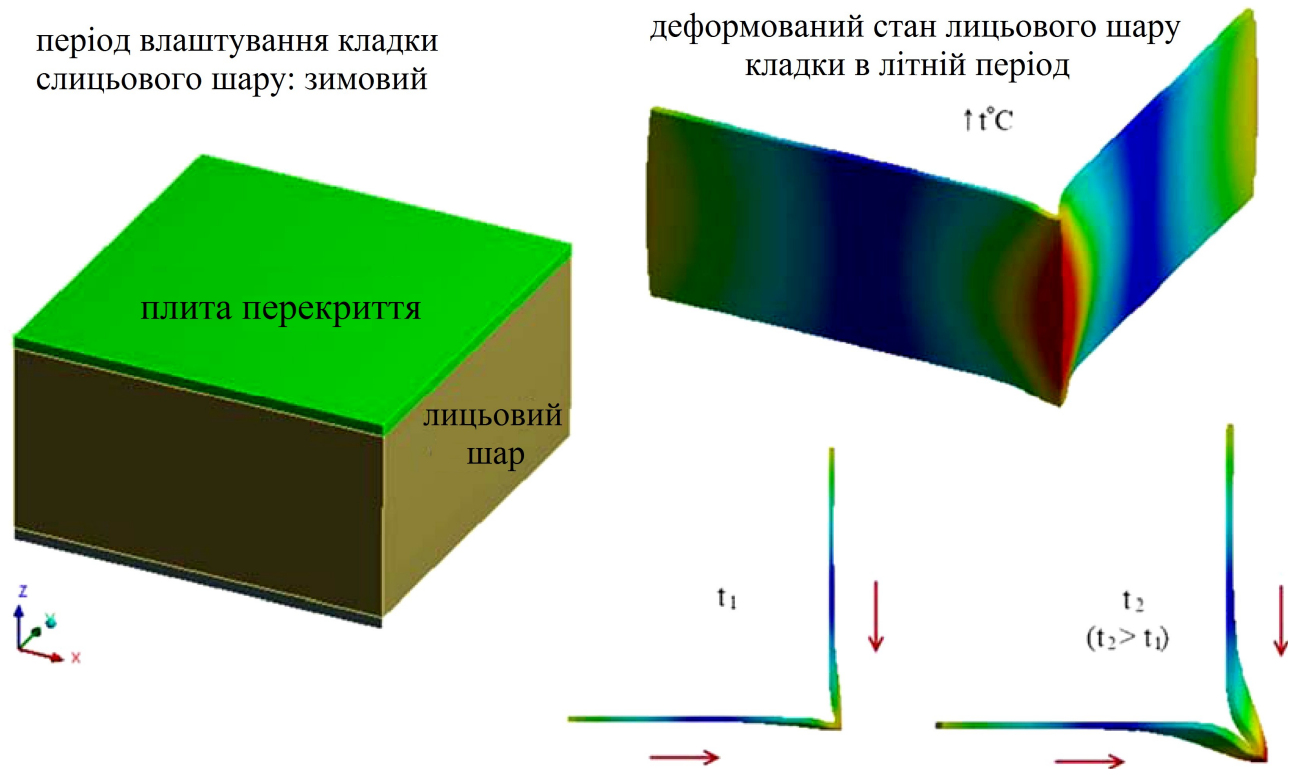 період влаштування кладки
слицьового шару: зимовий
деформований стан лицьового шару
кладки в літній період
↑t°C
плита перекриття
лицьовий
шар
Z
Y
X
t₁
t₂
(t₂> t₁)